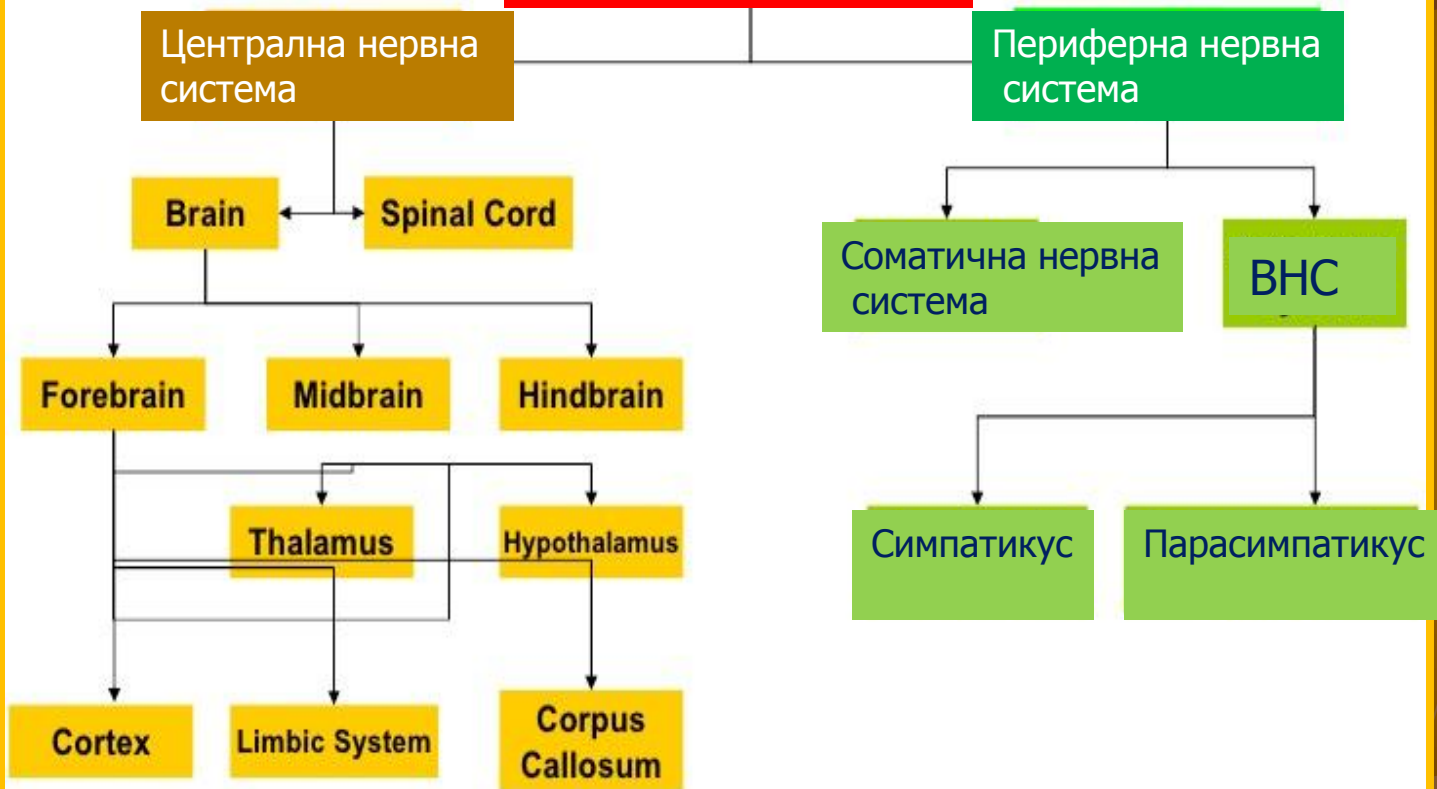 Централна нервна
система
Периферна нервна
система
Brain
Spinal Cord
Соматична нервна
система
ВНС
Forebrain
Midbrain
Hindbrain
Thalamus
Hypothalamus
Симпатикус
Парасимпатикус
Cortex
Limbic System
Corpus
Callosum